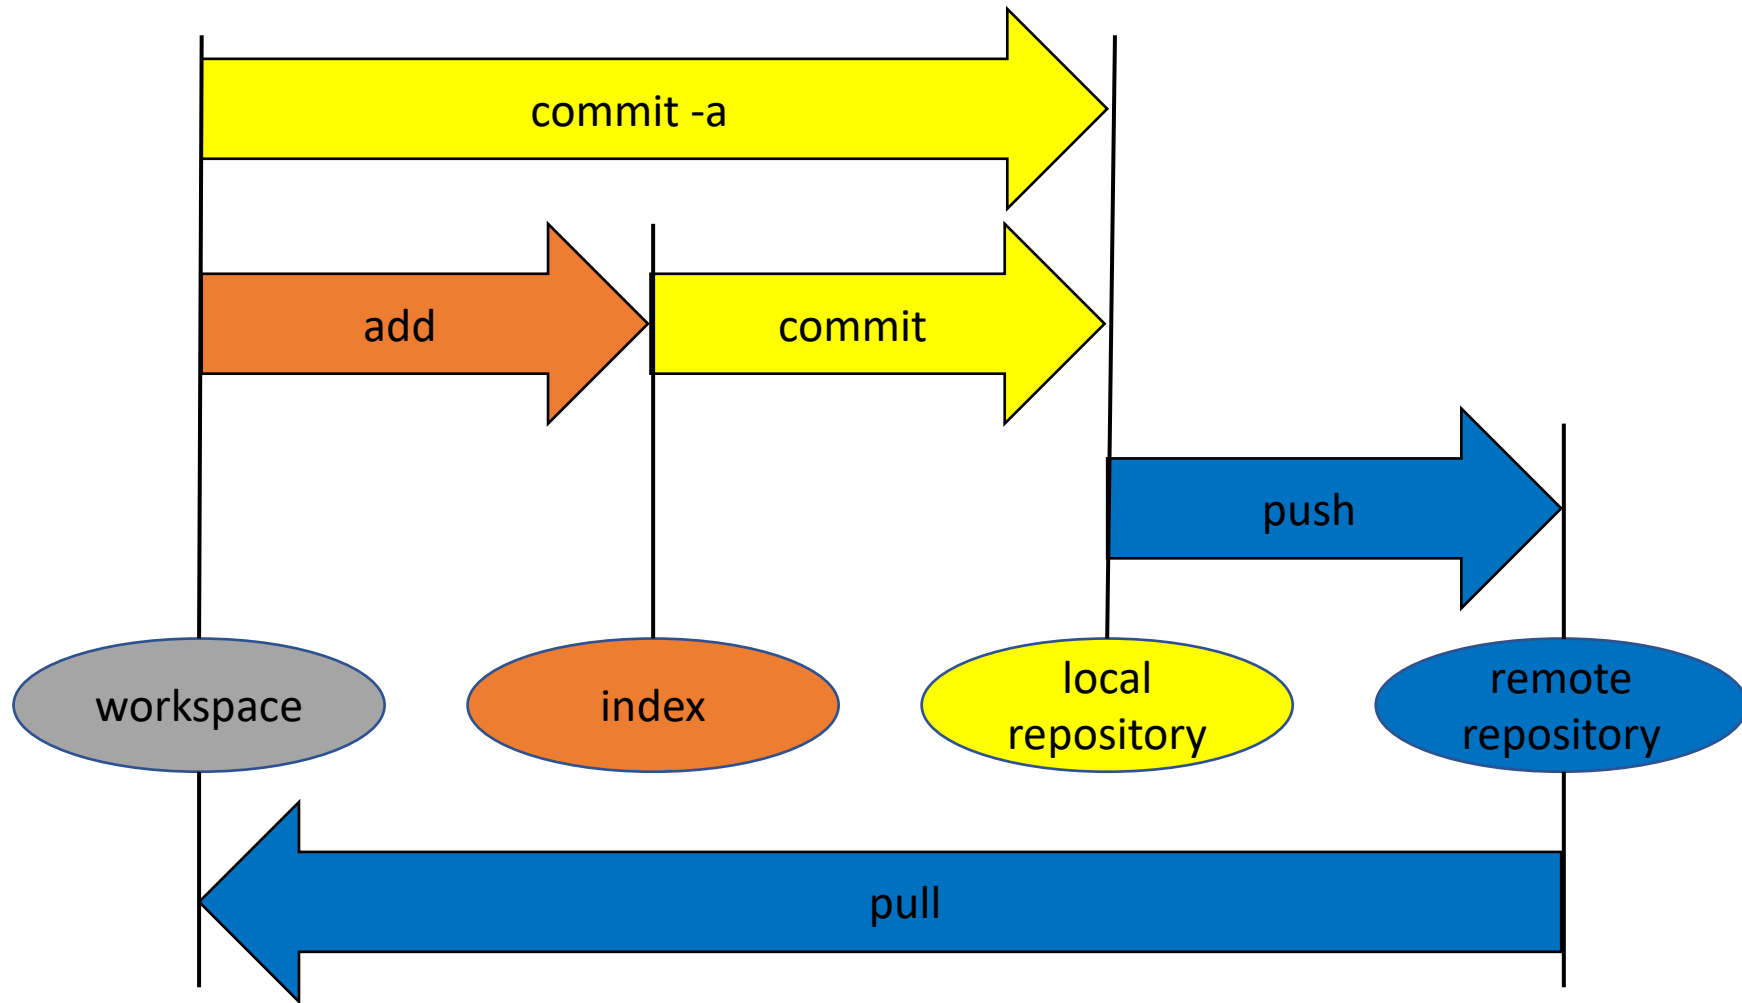 commit -a
add
commit
push
workspace
index
local
repository
remote
repository
pull